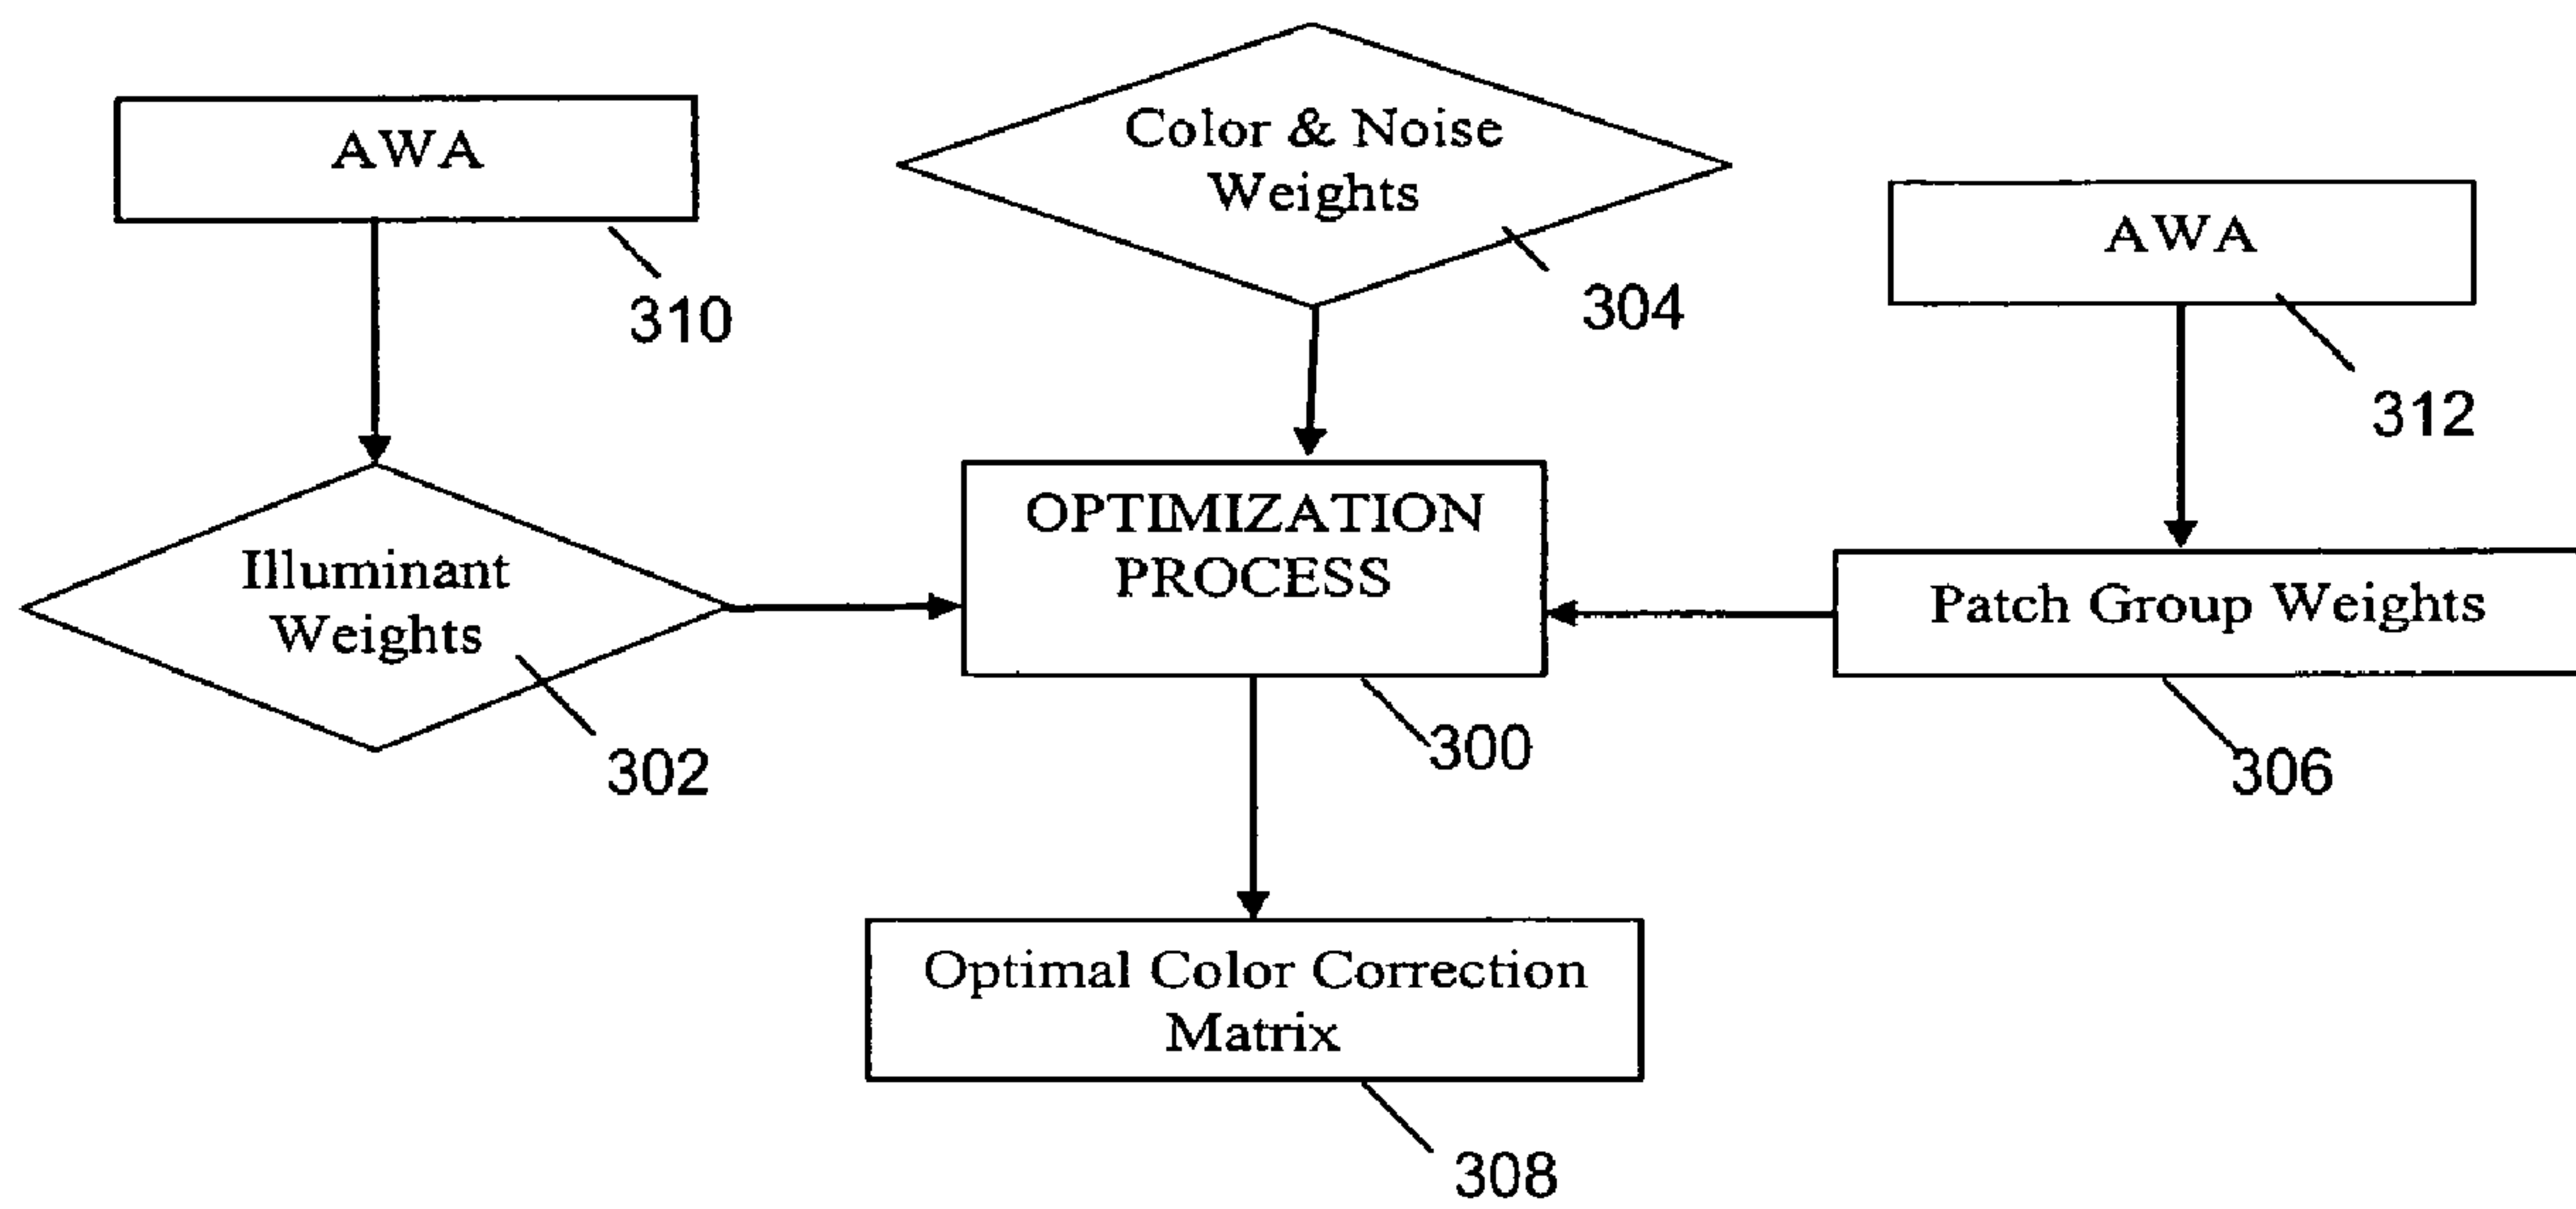 AWA
310
Color & Noise
Weights
304
AWA
312
Illuminant
Weights
302
OPTIMIZATION
PROCESS
300
Patch Group Weights
306
Optimal Color Correction
Matrix
308